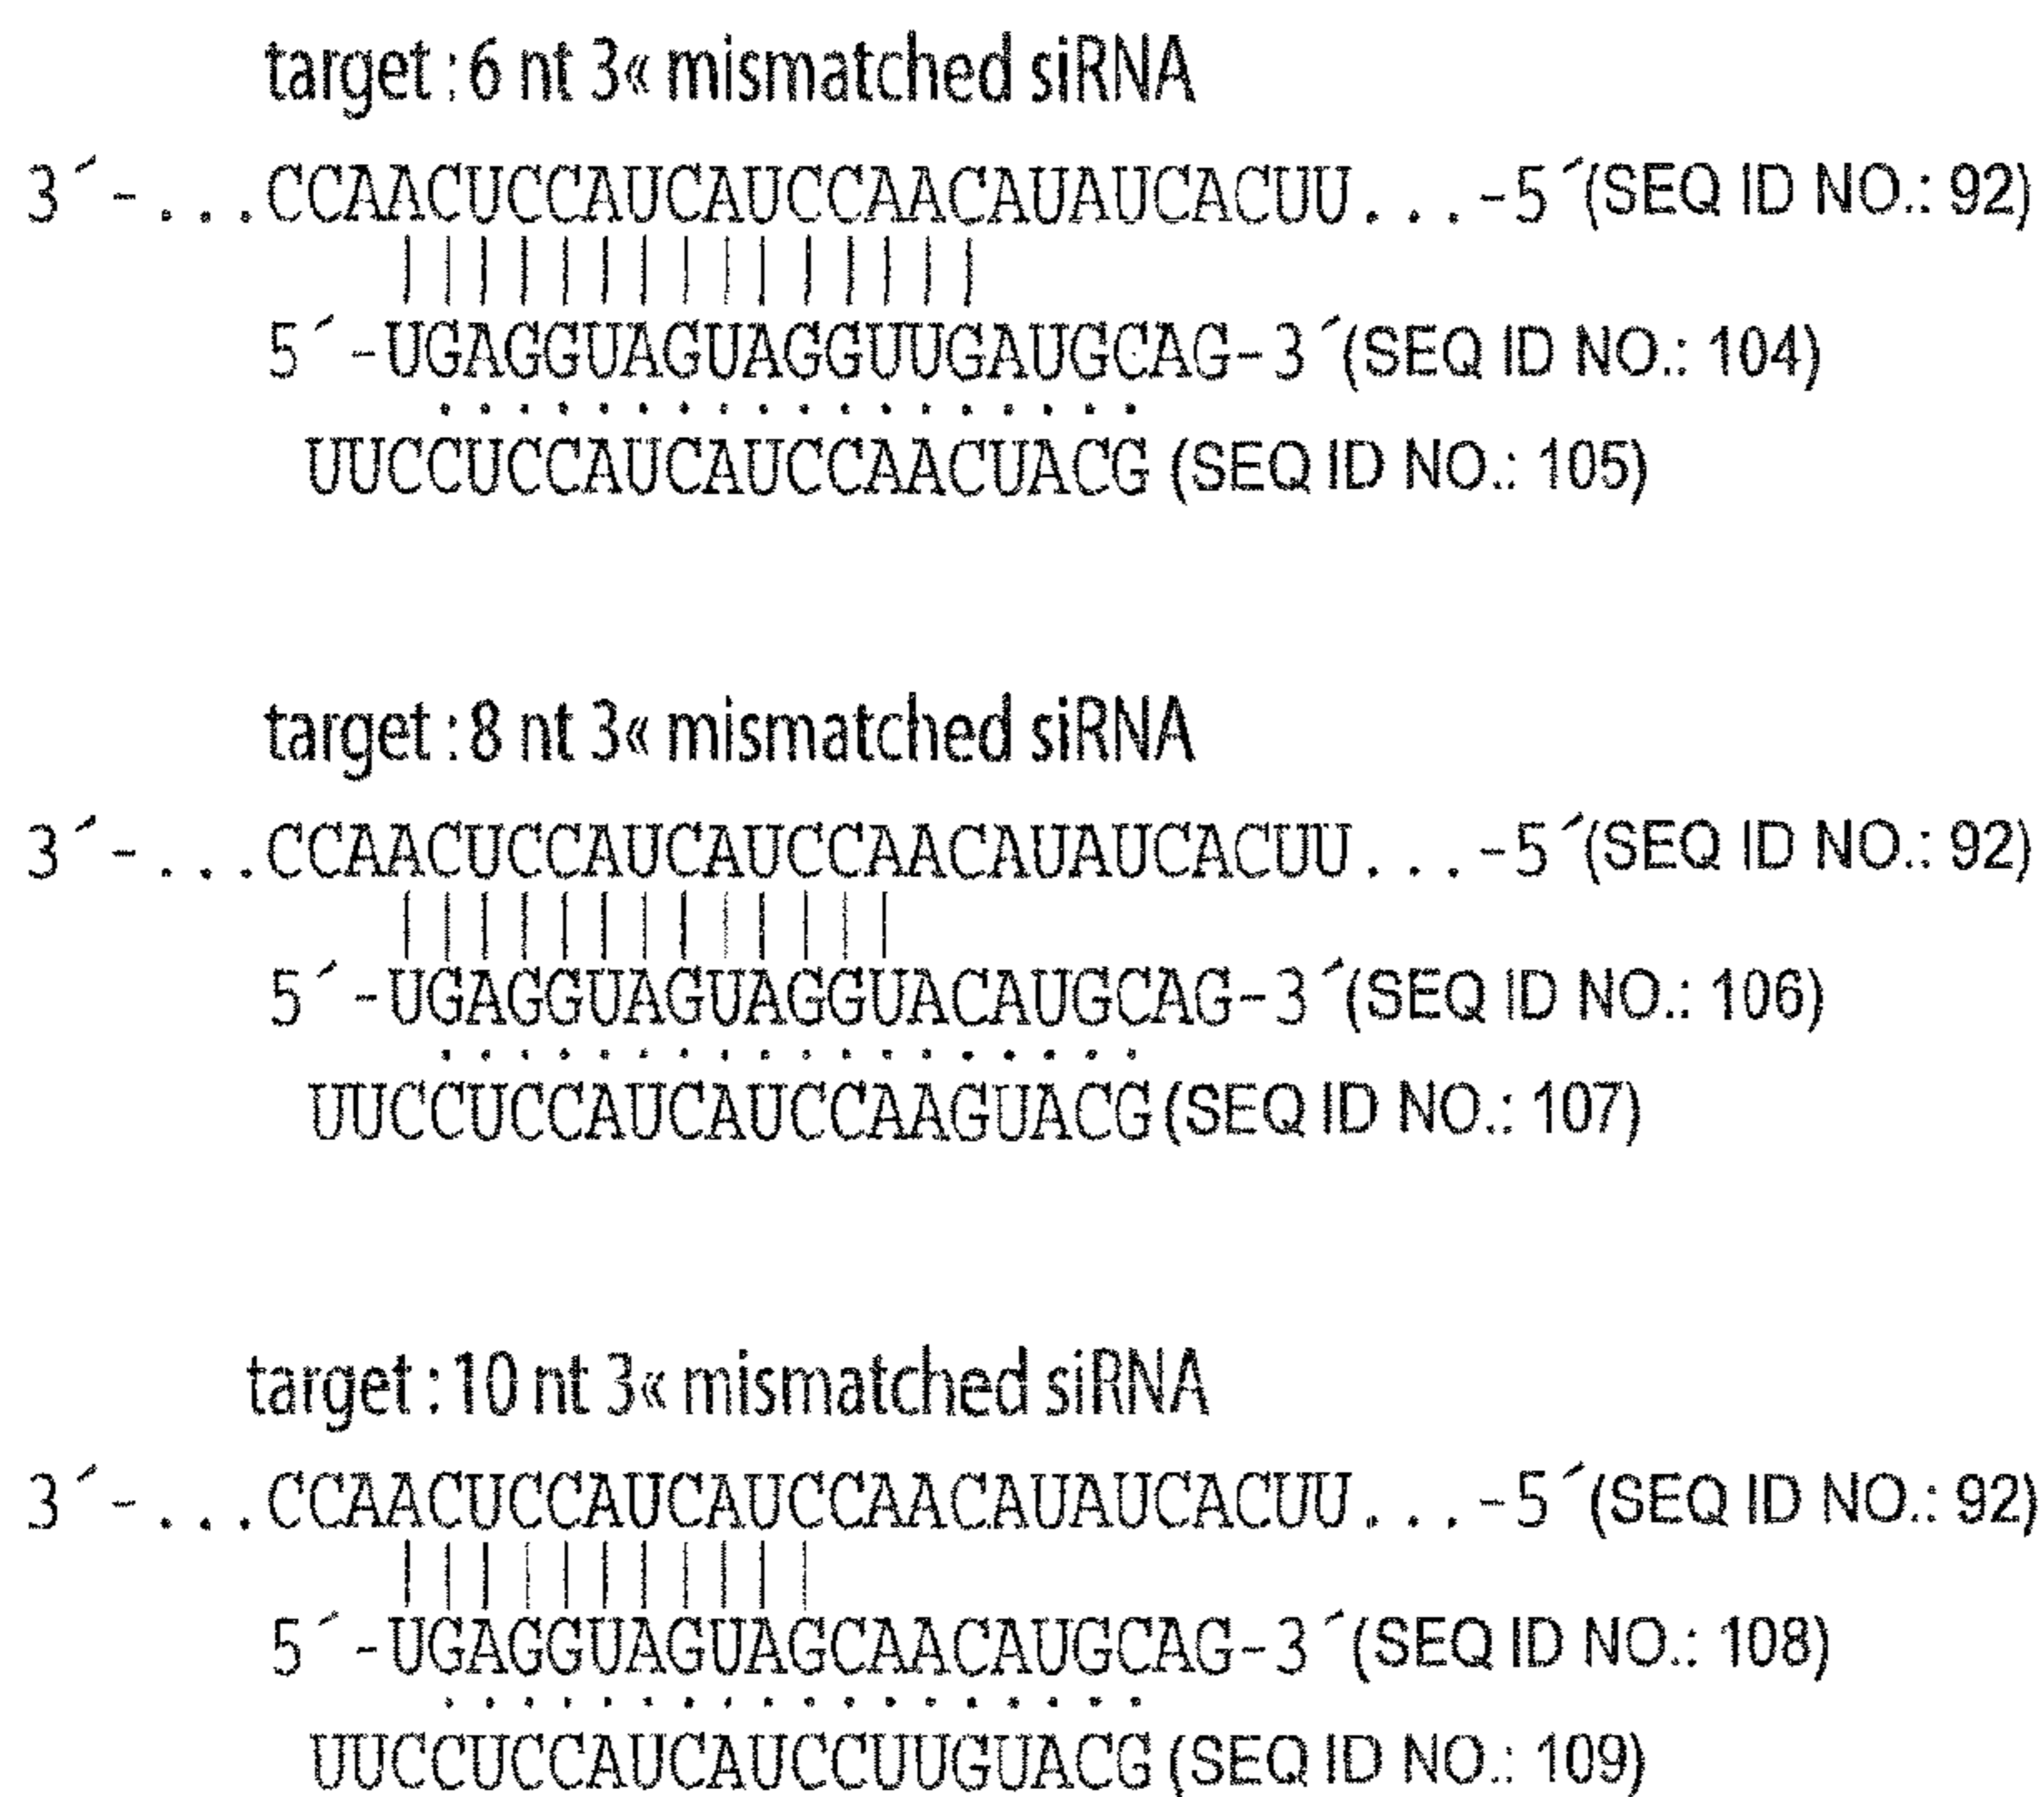 target : 6 nt 3« mismatched siRNA
3´-...CCAACUCCAUCAUCCAACAUAUCACUU...-5´(SEQ ID NO.: 92)
5´-UGAGGUAGUAGGUUGAUGCAG-3´(SEQ ID NO.: 104)
UUCCUCCAUCAUCCAACUACG (SEQ ID NO.: 105)
target : 8 nt 3« mismatched siRNA
3´-...CCAACUCCAUCAUCCAACAUAUCACUU...-5´(SEQ ID NO.: 92)
5´-UGAGGUAGUAGGUACAUGCAG-3´(SEQ ID NO.: 106)
UUCCUCCAUCAUCCAAGUACG(SEQ ID NO.: 107)
target : 10 nt 3« mismatched siRNA
3´-...CCAACUCCAUCAUCCAACAUAUCACUU...-5´(SEQ ID NO.: 92)
5´-UGAGGUAGUAGCAACAUGCAG-3´(SEQ ID NO.: 108)
UUCCUCCAUCAUCCUUGUACG (SEQ ID NO.: 109)